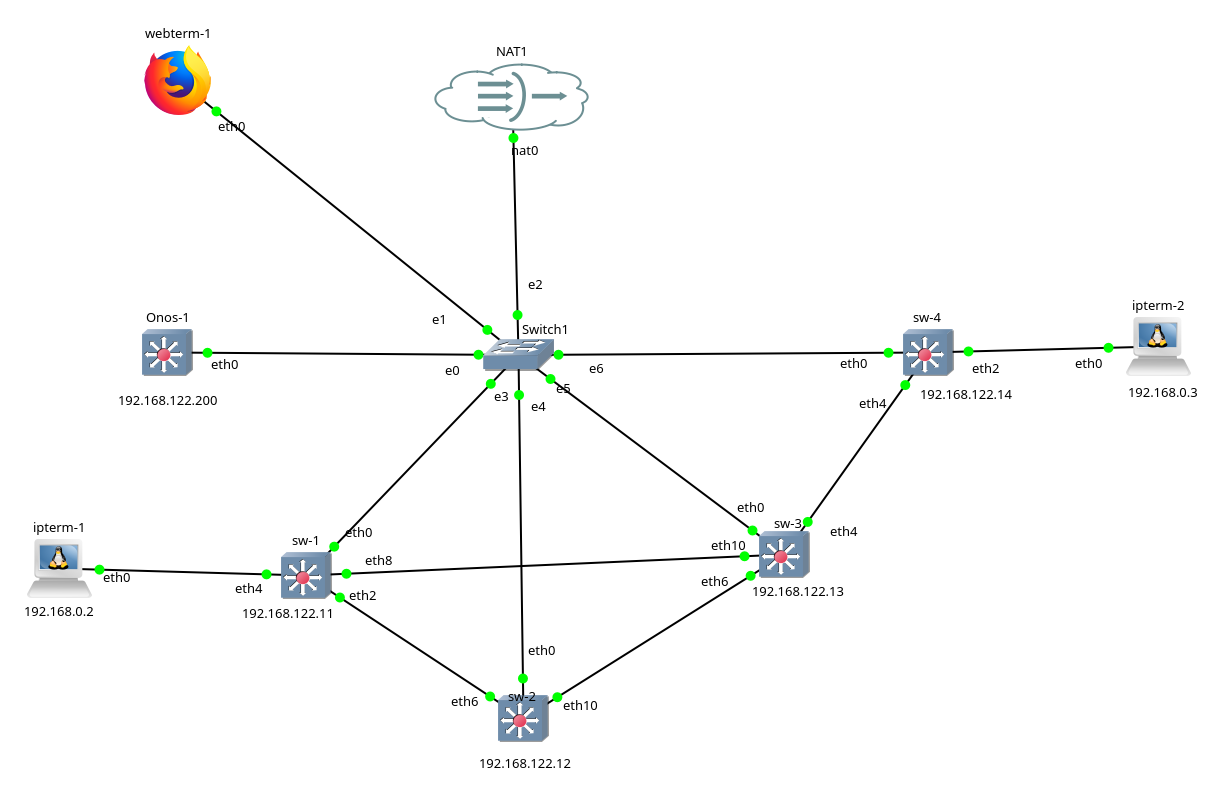 webterm-1
NAT1
eth0
nat0
e2
e1
Switch1
Onos-1
sw-4
ipterm-2
eth0
e0
e6
eth0
eth2
eth0
192.168.122.200
e3
e4
e5
eth4
192.168.122.14
192.168.0.3
ipterm-1
sw-1
eth0
eth0
sw-3
eth4
eth10
eth8
eth0
eth4
eth2
eth6
192.168.0.2
192.168.122.11
192.168.122.13
eth0
sw-2
eth6
eth10
192.168.122.12